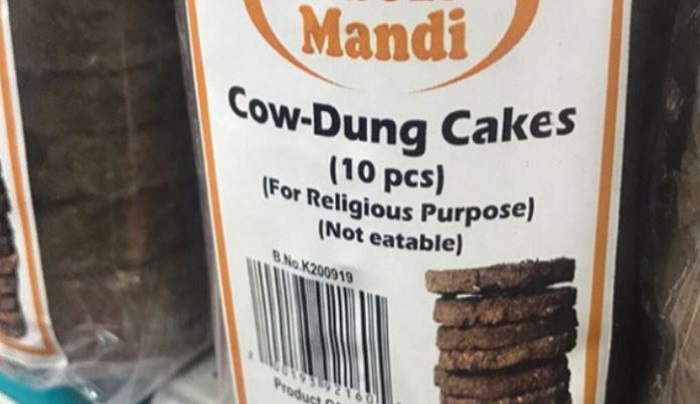 Mandi
Cow-Dung Cakes
(10 pcs)
(For Religious Purpose)
(Not eatable)
B.No.K200919
Product